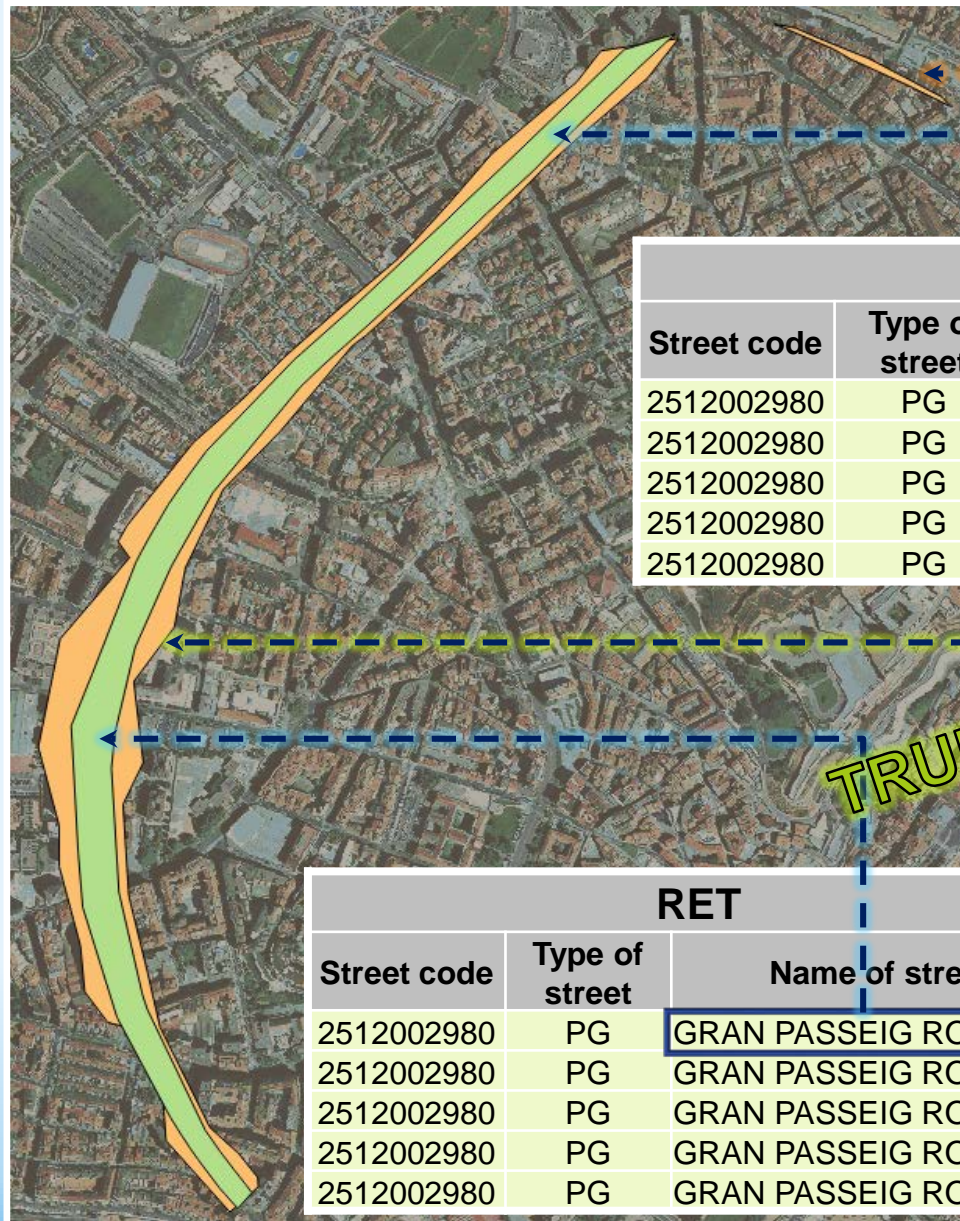 Street code Type of street
2512002980 PG
2512002980 PG
2512002980 PG
2512002980 PG
2512002980 PG
TRU
RET
Street code Type of street Name of stre
2512002980 PG GRAN PASSEIG RO
2512002980 PG GRAN PASSEIG RO
2512002980 PG GRAN PASSEIG RO
2512002980 PG GRAN PASSEIG RO
2512002980 PG GRAN PASSEIG RO